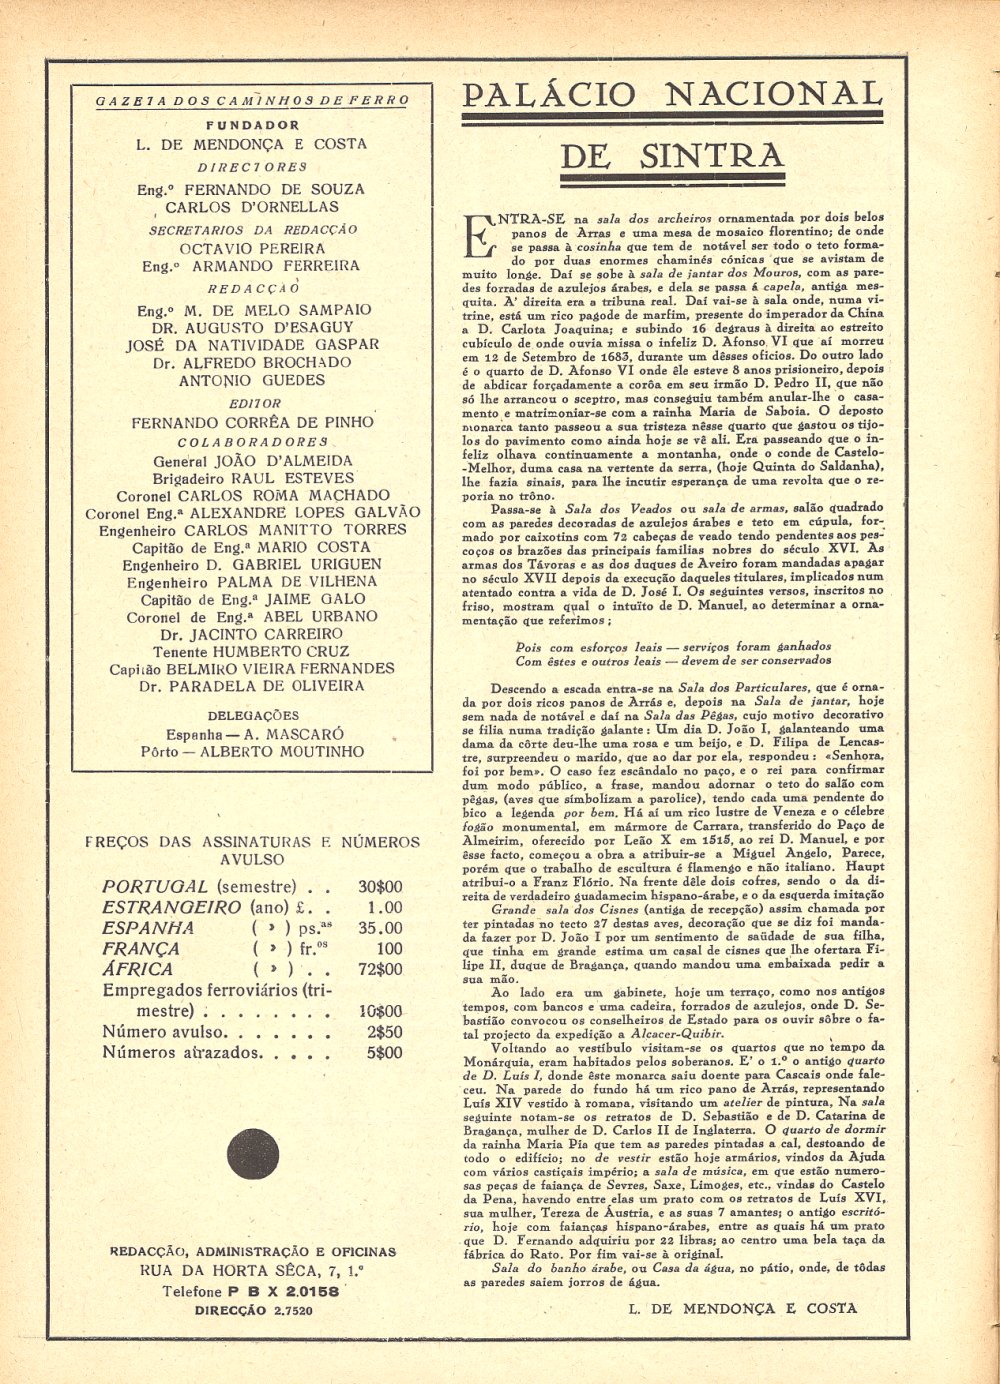 GAZETA DOS CAMINHOS DE FERRO
FUNDADOR
L. DE MENDONÇA E COSTA
DIRECTORES
Eng.º FERNANDO DE SOUZA
CARLOS D'ORNELLAS
SECRETARIOS DA REDACÇÃO
OCTAVIO PEREIRA
Eng.º ARMANDO FERREIRA
REDACÇÃO
Eng.º M. DE MELO SAMPAIO
DR. AUGUSTO D'ESAGUY
JOSÉ DA NATIVIDADE GASPAR
Dr. ALFREDO BROCHADO
ANTONIO GUEDES
EDITOR
FERNANDO CORRÊA DE PINHO
COLABORADORES
General JOÃO D'ALMEIDA
Brigadeiro RAUL ESTEVES
Coronel CARLOS ROMA MACHADO
Coronel Eng.ª ALEXANDRE LOPES GALVÃO
Engenheiro CARLOS MANITTO TORRES
Capitão de Eng.ª MARIO COSTA
Engenheiro D. GABRIEL URIGUEN
Engenheiro PALMA DE VILHENA
Capitão de Eng.ª JAIME GALO
Coronel de Eng.ª ABEL URBANO
Dr. JACINTO CARREIRO
Tenente HUMBERTO CRUZ
Capitão BELMIRO VIEIRA FERNANDES
Dr. PARADELA DE OLIVEIRA
DELEGAÇÕES
Espanha — A. MASCARÓ
Pôrto — ALBERTO MOUTINHO
PREÇOS DAS ASSINATURAS E NÚMEROS
AVULSO
PORTUGAL (semestre) . . 30$00
ESTRANGEIRO (ano) £. . 1.00
ESPANHA ( » ) ps.as 35.00
FRANÇA ( » ) fr.os 100
ÁFRICA ( » ) . . 72$00
Empregados ferroviários (tri-
mestre) . . . . . . . . 10$00
Número avulso. . . . . . . 2$50
Números atrazados. . . . . 5$00
REDACÇÃO, ADMINISTRAÇÃO E OFICINAS
RUA DA HORTA SÊCA, 7, 1.º
Telefone P B X 2.0158
DIRECÇÃO 2.7520
PALÁCIO NACIONAL
DE SINTRA
ENTRA-SE na sala dos archeiros ornamentada por dois belos
panos de Arras e uma mesa de mosaico florentino; de onde
se passa à cosinha que tem de notável ser todo o teto forma-
do por duas enormes chaminés cónicas que se avistam de
muito longe. Daí se sobe à sala de jantar dos Mouros, com as pare-
des forradas de azulejos árabes, e dela se passa á capela, antiga mes-
quita. A' direita era a tribuna real. Daí vai-se à sala onde, numa vi-
trine, está um rico pagode de marfim, presente do imperador da China
a D. Carlota Joaquina; e subindo 16 degraus à direita ao estreito
cubículo de onde ouvia missa o infeliz D. Afonso VI que aí morreu
em 12 de Setembro de 1683, durante um dêsses oficios. Do outro lado
é o quarto de D. Afonso VI onde êle esteve 8 anos prisioneiro, depois
de abdicar forçadamente a corôa em seu irmão D. Pedro II, que não
só lhe arrancou o sceptro, mas conseguiu também anular-lhe o casa-
mento e matrimoniar-se com a rainha Maria de Saboia. O deposto
monarca tanto passeou a sua tristeza nêsse quarto que gastou os tijo-
los do pavimento como ainda hoje se vê ali. Era passeando que o in-
feliz olhava continuamente a montanha, onde o conde de Castelo-
-Melhor, duma casa na vertente da serra, (hoje Quinta do Saldanha),
lhe fazia sinais, para lhe incutir esperança de uma revolta que o re-
poria no trôno.
Passa-se à Sala dos Veados ou sala de armas, salão quadrado
com as paredes decoradas de azulejos árabes e teto em cúpula, for-
mado por caixotins com 72 cabeças de veado tendo pendentes aos pes-
coços os brazões das principais familias nobres do século XVI. As
armas dos Távoras e as dos duques de Aveiro foram mandadas apagar
no século XVII depois da execução daqueles titulares, implicados num
atentado contra a vida de D. José I. Os seguintes versos, inscritos no
friso, mostram qual o intuïto de D. Manuel, ao determinar a orna-
mentação que referimos ;
Pois com esforços leais — serviços foram ganhados
Com êstes e outros leais — devem de ser conservados
Descendo a escada entra-se na Sala dos Particulares, que é orna-
da por dois ricos panos de Arrás e, depois na Sala de jantar, hoje
sem nada de notável e daí na Sala das Pêgas, cujo motivo decorativo
se filia numa tradição galante : Um dia D. João I, galanteando uma
dama da côrte deu-lhe uma rosa e um beijo, e D. Filipa de Lencas-
tre, surpreendeu o marido, que ao dar por ela, respondeu : «Senhora,
foi por bem». O caso fez escândalo no paço, e o rei para confirmar
dum modo público, a frase, mandou adornar o teto do salão com
pêgas, (aves que simbolizam a parolice), tendo cada uma pendente do
bico a legenda por bem. Há aí um rico lustre de Veneza e o célebre
fogão monumental, em mármore de Carrara, transferido do Paço de
Almeirim, oferecido por Leão X em 1515, ao rei D. Manuel, e por
êsse facto, começou a obra a atribuir-se a Miguel Angelo, Parece,
porém que o trabalho de escultura é flamengo e não italiano. Haupt
atribui-o a Franz Flório. Na frente dêle dois cofres, sendo o da di-
reita de verdadeiro guadamecim hispano-árabe, e o da esquerda imitação
Grande sala dos Cisnes (antiga de recepção) assim chamada por
ter pintadas no tecto 27 destas aves, decoração que se diz foi manda-
da fazer por D. João I por um sentimento de saüdade de sua filha,
que tinha em grande estima um casal de cisnes que lhe ofertara Fi-
lipe II, duque de Bragança, quando mandou uma embaixada pedir a
sua mão.
Ao lado era um gabinete, hoje um terraço, como nos antigos
tempos, com bancos e uma cadeira, forrados de azulejos, onde D. Se-
bastião convocou os conselheiros de Estado para os ouvir sôbre o fa-
tal projecto da expedição a Alcacer-Quibir.
Voltando ao vestíbulo visitam-se os quartos que no tempo da
Monárquia, eram habitados pelos soberanos. E' o 1.º o antigo quarto
de D. Luís I, donde êste monarca saiu doente para Cascais onde fale-
ceu. Na parede do fundo há um rico pano de Arrás, representando
Luís XIV vestido à romana, visitando um atelier de pintura, Na sala
seguinte notam-se os retratos de D. Sebastião e de D. Catarina de
Bragança, mulher de D. Carlos II de Inglaterra. O quarto de dormir
da rainha Maria Pia que tem as paredes pintadas a cal, destoando de
todo o edifício; no de vestir estão hoje armários, vindos da Ajuda
com vários castiçais império; a sala de música, em que estão numero-
sas peças de faiança de Sevres, Saxe, Limoges, etc., vindas do Castelo
da Pena, havendo entre elas um prato com os retratos de Luís XVI,
sua mulher, Tereza de Áustria, e as suas 7 amantes; o antigo escritó-
rio, hoje com faianças hispano-árabes, entre as quais há um prato
que D. Fernando adquiriu por 22 libras; ao centro uma bela taça da
fábrica do Rato. Por fim vai-se à original.
Sala do banho árabe, ou Casa da água, no pátio, onde, de tôdas
as paredes saiem jorros de água.
L. DE MENDONÇA E COSTA